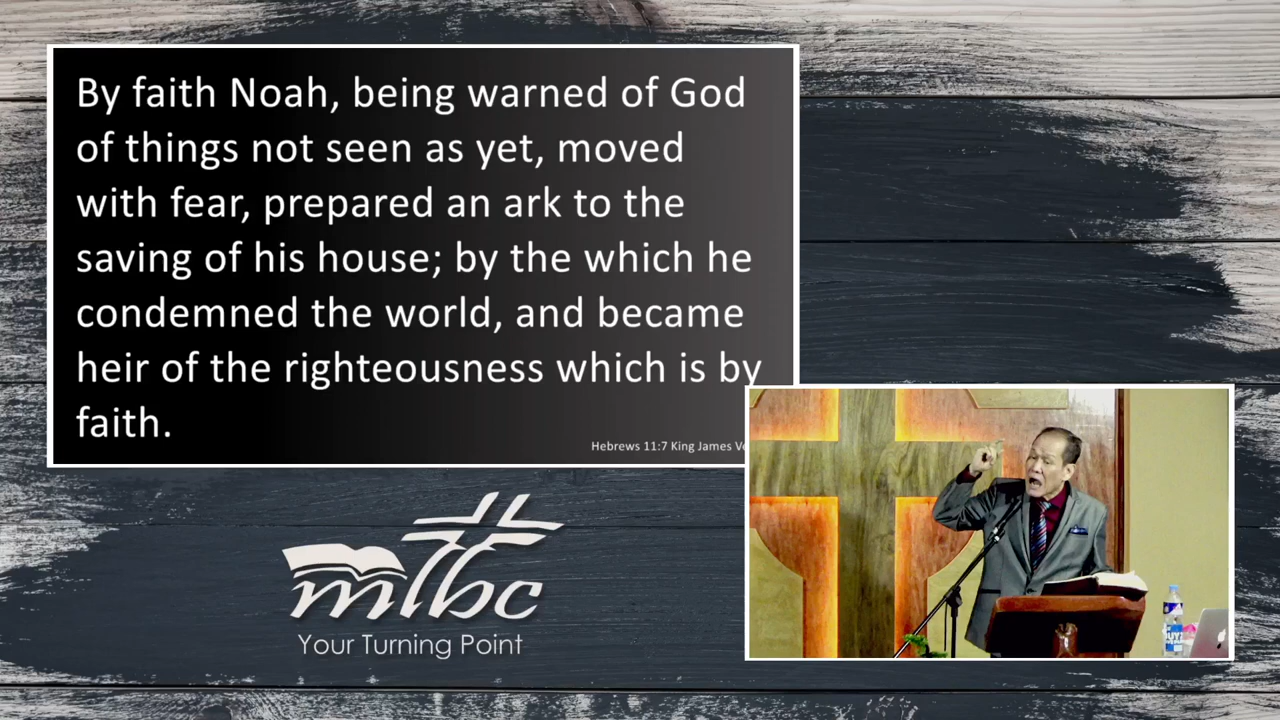 By faith Noah, being warned of God
of things not seen as yet, moved
with fear, prepared an ark to the
saving of his house; by the which he
condemned the world, and became
heir of the righteousness which is by
faith.
Hebrews 11:7 King James
mlbc
Your Turning Point